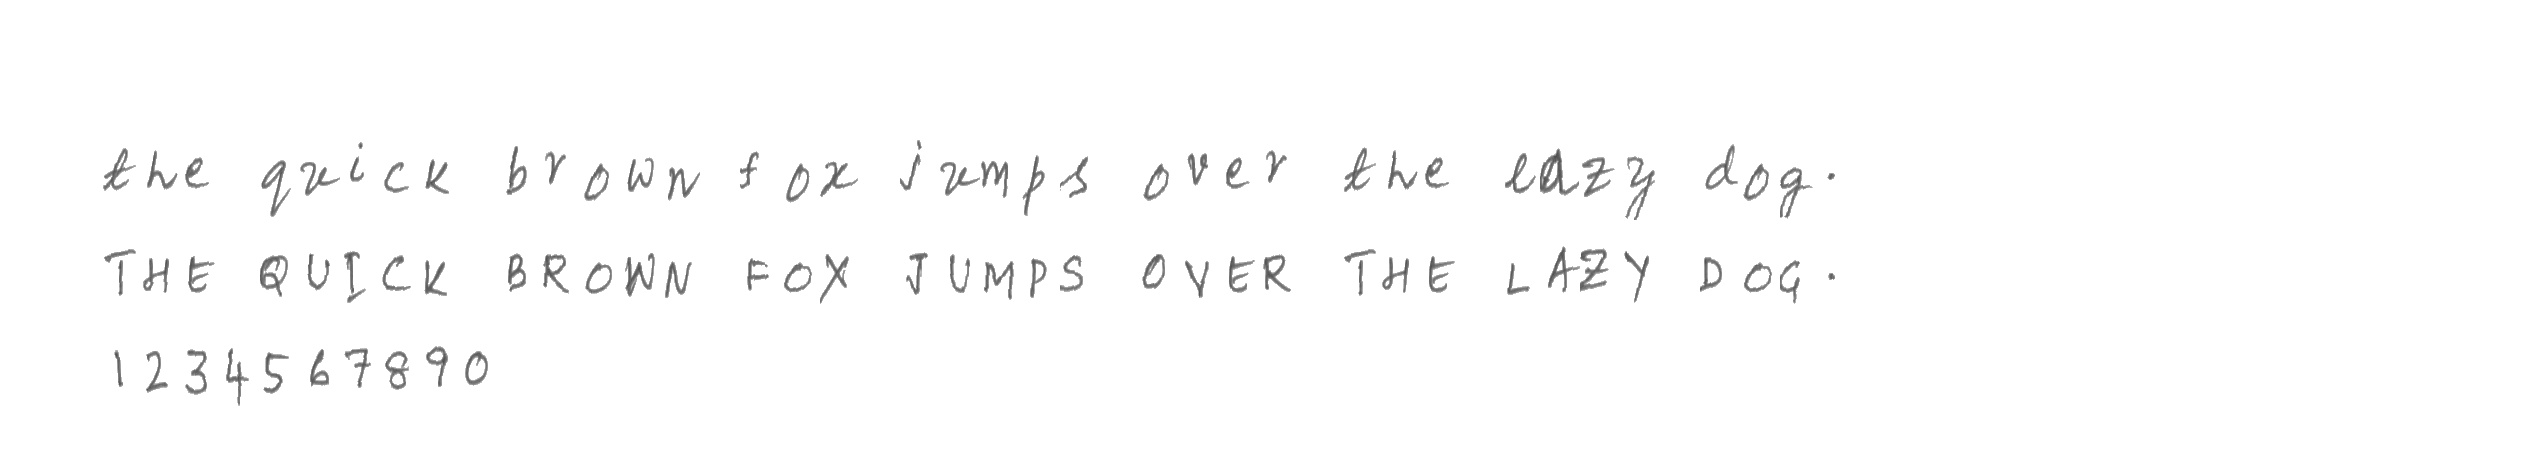 the quick brown fox jumps over the lazy dog.
THE QUICK BROWN FOX JUMPS OVER THE LAZY DOG.
1234567890